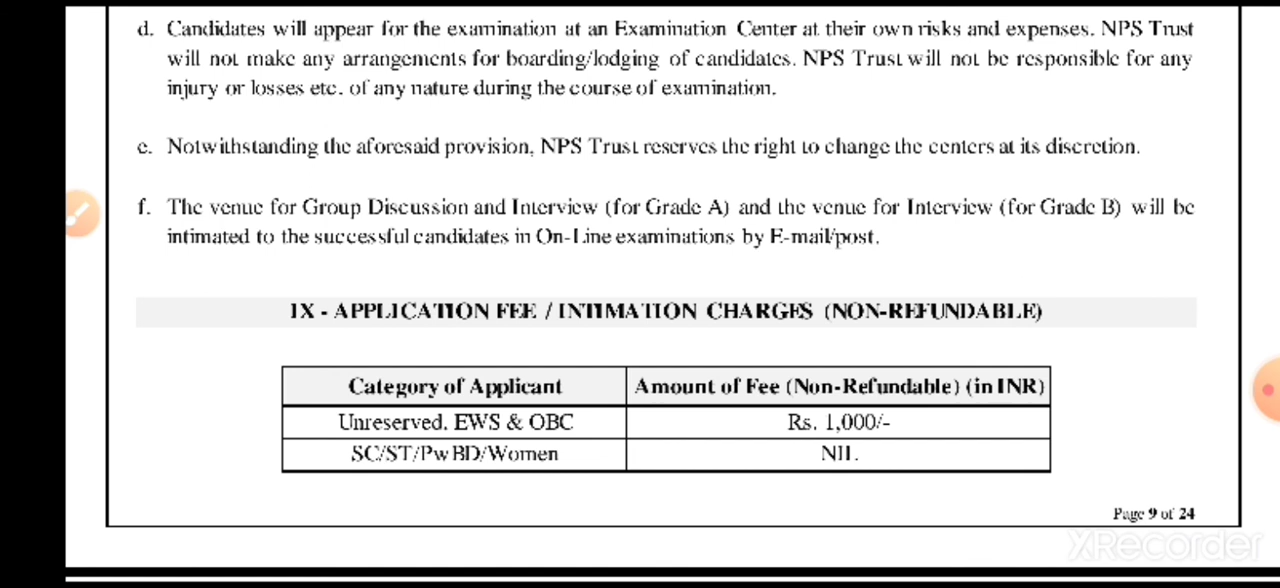 d. Candidates will appear for the examination at an Examination Center at their own risks and expenses. NPS Trust
will not make any arrangements for boarding/lodging of candidates. NPS Trust will not be responsible for any
injury or losses etc. of any nature during the course of examination.
e. Notwithstanding the aforesaid provision, NPS Trust reserves the right to change the centers at its discretion.
f. The venue for Group Discussion and Interview (for Grade A) and the venue for Interview (for Grade B) will be
intimated to the successful candidates in On-Line examinations by E-mail/post.
IX - APPLICATION FEE / INTIMATION CHARGES (NON-REFUNDABLE)
Category of Applicant Amount of Fee (Non-Refundable) (in INR)
Unreserved, EWS & OBC Rs. 1,000/-
SC/ST/PwBD/Women NIL
Page 9 of 24
XRecorder